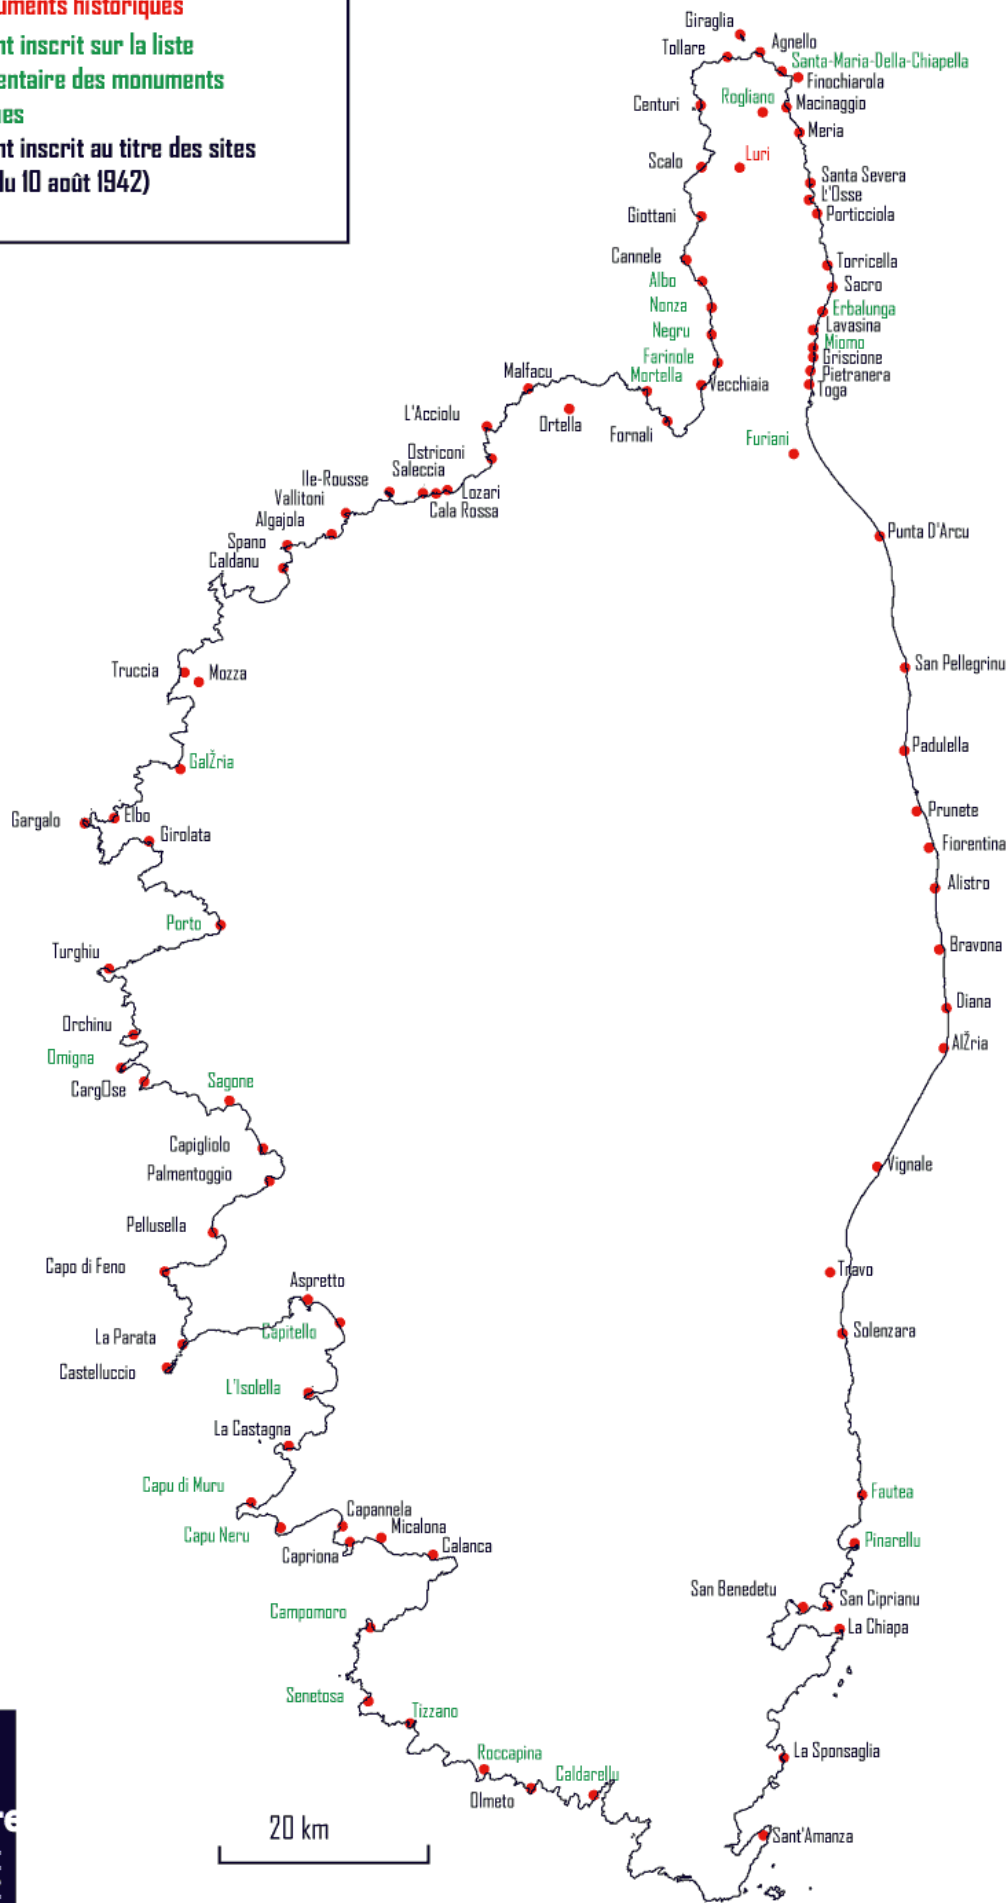 uments historiques
nt inscrit sur la liste
entaire des monuments
ues
nt inscrit au titre des sites
du 10 août 1942)
Giraglia
Tollare
Agnello
Santa-Maria-Della-Chiapella
Finochiarola
Centuri
Rogliano
Macinaggio
Meria
Scalo
Luri
Santa Severa
L'Osse
Giottani
Porticciola
Cannele
Torricella
Albo
Sacro
Nonza
Erbalunga
Negru
Lavasina
Miomo
Farinole
Griscione
Mortella
Malfacu
Pietranera
Vecchiaia
Toga
L'Acciolu
Ortella
Fornali
Furiani
Ostriconi
Saleccia
Ile-Rousse
Lozari
Vallitoni
Cala Rossa
Algajola
Spano
Punta D'Arcu
Caldanu
San Pellegrinu
Truccia
Mozza
Padulella
GalŽria
Prunete
Elbo
Gargalo
Girolata
Fiorentina
Alistro
Porto
Bravona
Turghiu
Diana
Orchinu
AlŽria
Omigna
Sagone
CargOse
Capigliolo
Vignale
Palmentoggio
Pellusella
Capo di Feno
Travo
Aspretto
Capitello
Solenzara
La Parata
Castelluccio
L'Isolella
La Castagna
Capu di Muru
Fautea
Capannela
Capu Neru
Micalona
Pinarellu
Calanca
Capriona
San Benedetu
San Ciprianu
Campomoro
La Chiapa
Senetosa
Tizzano
Roccapina
La Sponsaglia
Caldarellu
Olmeto
20 km
Sant'Amanza
re